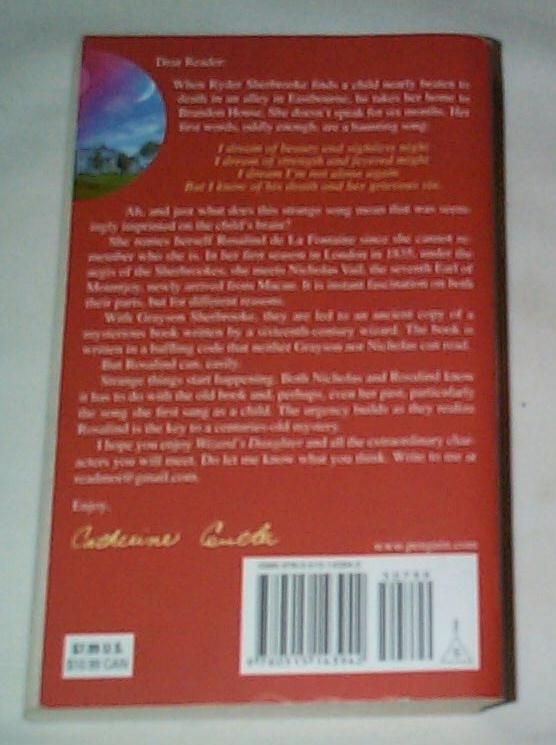 Dear Reader:
When Ryder Sherbrooke finds a child nearly beaten to
death in an alley in Eastbourne, he takes her home to
Brandon House. She doesn't speak for six months. Her
first words, oddly enough, are a haunting song:
I dream of beauty and sightless night
I dream of strength and fevered might
I dream I'm not alone again
But I know of his death and her grievous sin.
Ah, and just what does this strange song mean that was seem-
ingly imprinted on the child's brain?
She names herself Rosalind de La Fontaine since she cannot re-
member who she is. In her first season in London in 1835, under the
aegis of the Sherbrookes, she meets Nicholas Vail, the seventh Earl of
Mountjoy, newly arrived from Macau. It is instant fascination on both
their parts, but for different reasons.
With Grayson Sherbrooke, they are led to an ancient copy of a
mysterious book written by a sixteenth-century wizard. The book is
written in a baffling code that neither Grayson nor Nicholas can read.
But Rosalind can, easily.
Strange things start happening. Both Nicholas and Rosalind know
it has to do with the old book and, perhaps, even her past, particularly
the song she first sang as a child. The urgency builds as they realize
Rosalind is the key to a centuries-old mystery.
I hope you enjoy Wizard's Daughter and all the extraordinary char-
acters you will meet. Do let me know what you think. Write to me at
readmoi@gmail.com.
Enjoy,
Catherine Coulter
www.penguin.com
50799
9 780515 143942
$7.99 U.S.
$10.99 CAN
S